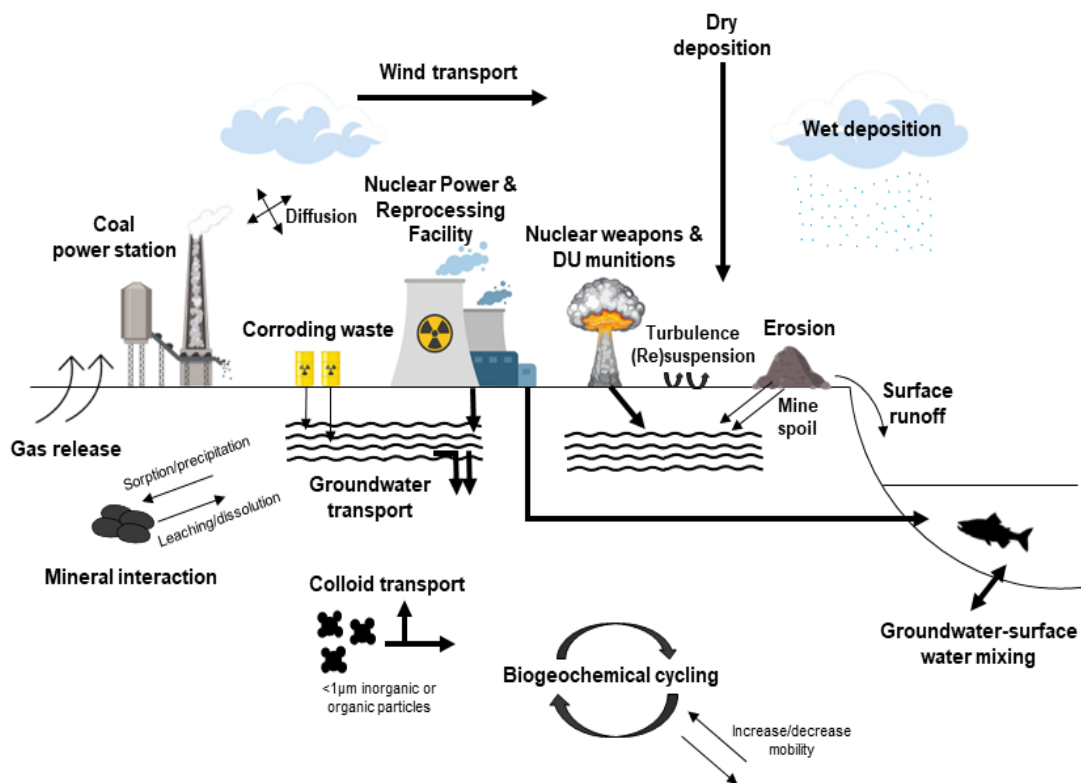 Dry
deposition
Wind transport
Wet deposition
Nuclear Power &
Reprocessing
Facility
Diffusion
Coal
power station
Nuclear weapons &
DU munitions
Corroding waste
Turbulence
(Re)suspension
Erosion
Mine
spoil
Surface
runoff
Gas release
Sorption/precipitation
Leaching/dissolution
Groundwater
transport
Mineral interaction
Colloid transport
<1µm inorganic or
organic particles
Biogeochemical cycling
Groundwater-surface
water mixing
Increase/decrease
mobility